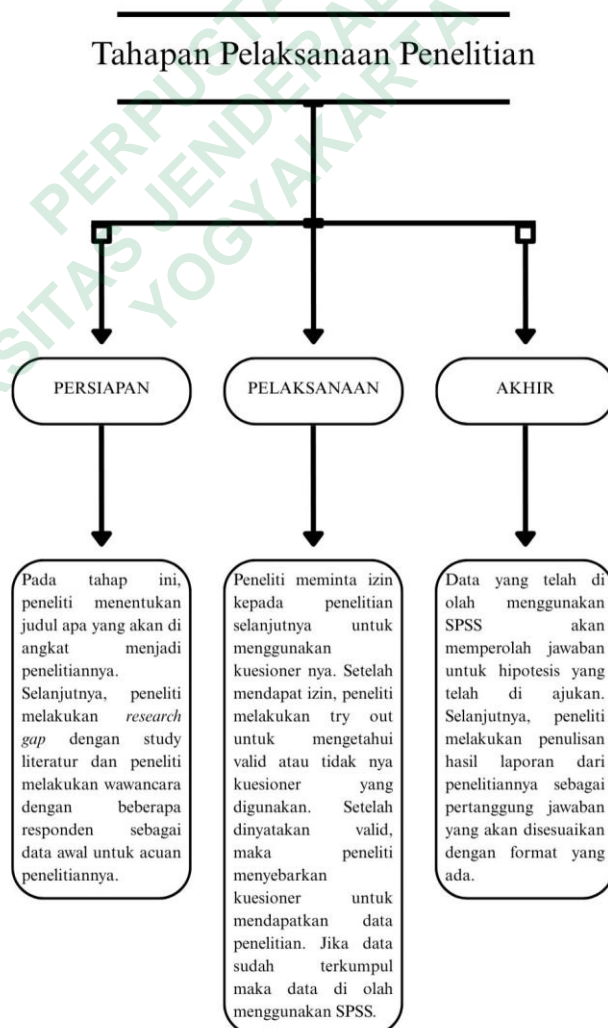 PERPUSTA
SITAS JENDERAL
YOGYAKARTA
Tahapan Pelaksanaan Penelitian
PERSIAPAN
PELAKSANAAN
AKHIR
Pada tahap ini,
peneliti menentukan
judul apa yang akan di
angkat menjadi
penelitiannya.
Selanjutnya, peneliti
melakukan research
gap dengan study
literatur dan peneliti
melakukan wawancara
dengan beberapa
responden sebagai
data awal untuk acuan
penelitiannya.
Peneliti meminta izin
kepada penelitian
selanjutnya untuk
menggunakan
kuesioner nya. Setelah
mendapat izin, peneliti
melakukan try out
untuk mengetahui
valid atau tidak nya
kuesioner yang
digunakan. Setelah
dinyatakan valid,
maka peneliti
menyebarkan
kuesioner untuk
mendapatkan data
penelitian. Jika data
sudah terkumpul
maka data di olah
menggunakan SPSS.
Data yang telah di
olah menggunakan
SPSS akan
memperolah jawaban
untuk hipotesis yang
telah di ajukan.
Selanjutnya, peneliti
melakukan penulisan
hasil laporan dari
penelitiannya sebagai
pertanggung jawaban
yang akan disesuaikan
dengan format yang
ada.